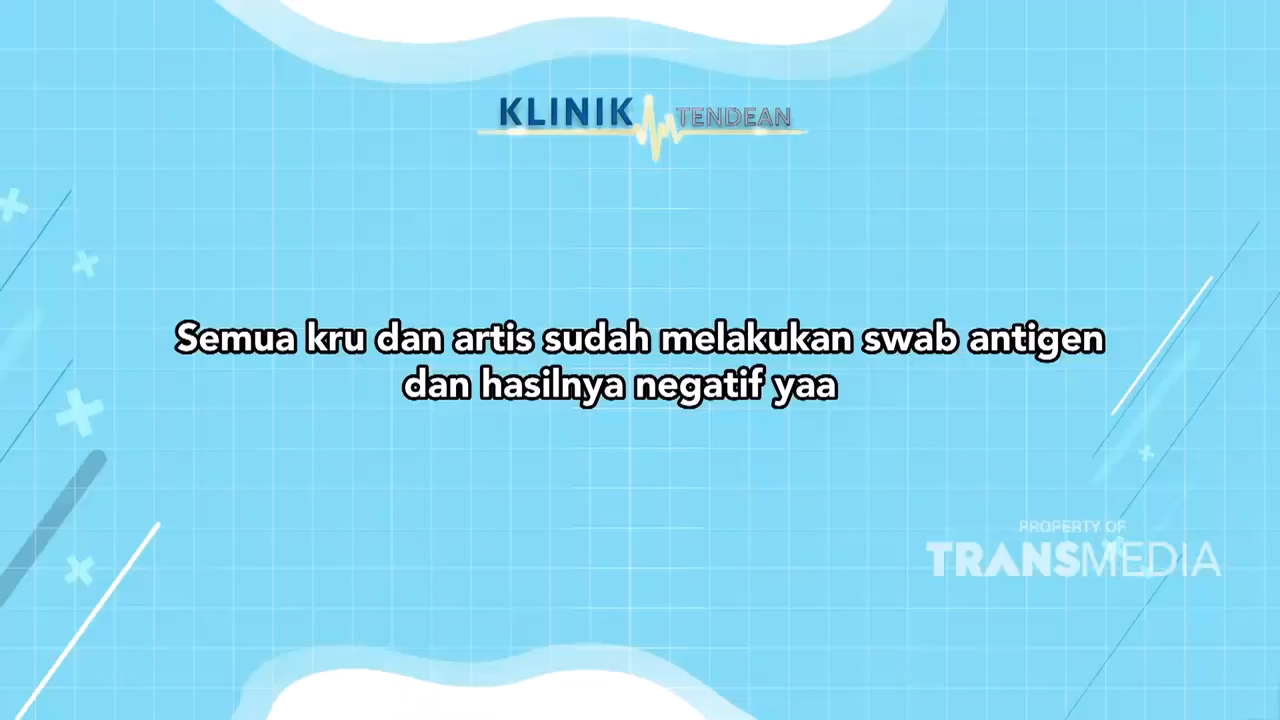 KLINIK TENDEAN
Semua kru dan artis sudah melakukan swab antigen
dan hasilnya negatif yaa
PROPERTY OF
TRANSMEDIA